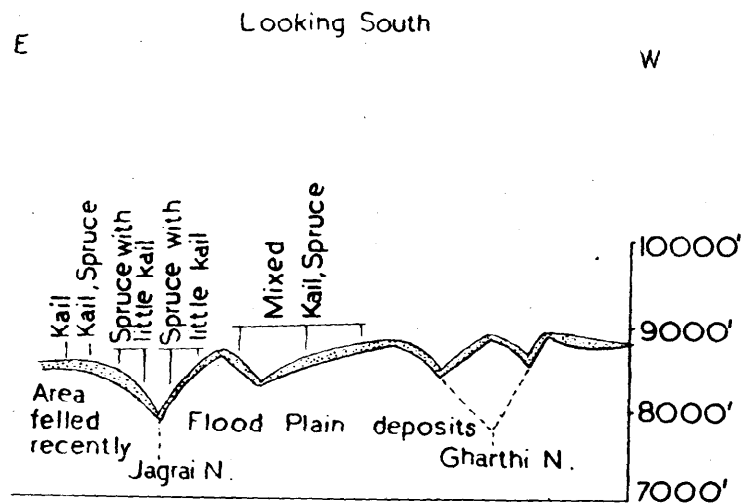 Looking South
E
W
Kail
Kail, Spruce
Spruce with
little kail
Spruce with
little kail
Mixed
Kail, Spruce
10000'
9000'
8000'
7000'
Area
felled
recently
Flood Plain deposits
Jagrai N.
Gharthi N.